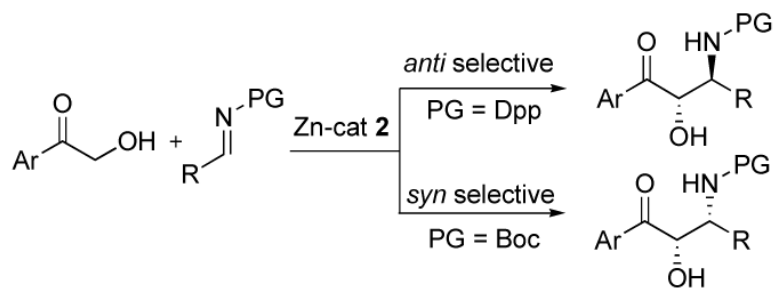 O
Ar
OH
+
N
PG
R
Zn-cat 2
anti selective
PG = Dpp
syn selective
PG = Boc
O
HN
PG
Ar
R
OH
O
HN
PG
Ar
R
OH